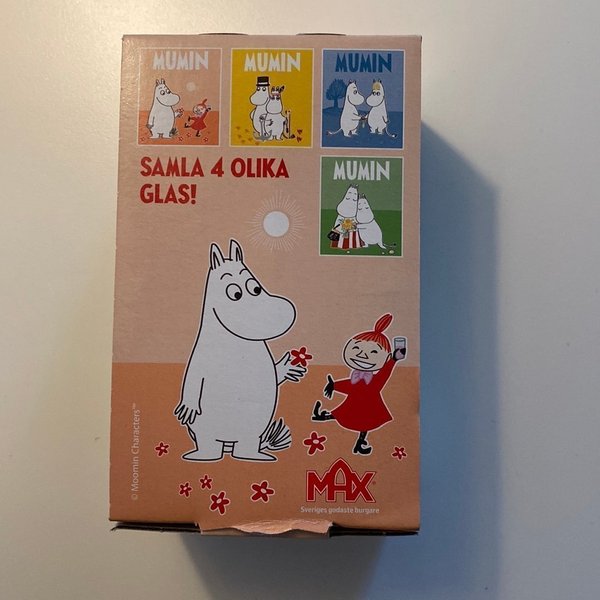 MUMIN
MUMIN
MUMIN
SAMLA 4 OLIKA
GLAS!
MUMIN
© Moomin Characters™
MAX
Sveriges godaste burgare